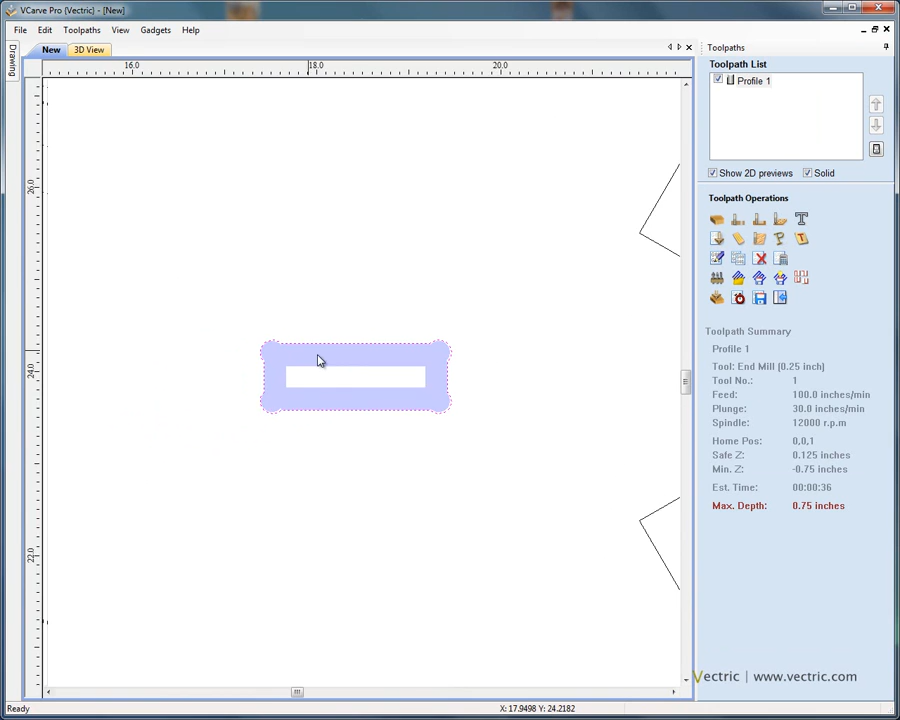 VCarve Pro {Vectric} - [New]
File Edit Toolpaths View Gadgets Help
Drawing
New 3D View
16.0 18.0 20.0
26.0
24.0
22.0
Toolpaths
Toolpath List
Profile 1
Show 2D previews Solid
Toolpath Operations
Toolpath Summary
Profile 1
Tool: End Mill [0.25 inch]
Tool No.: 1
Feed: 100.0 inches/min
Plunge: 30.0 inches/min
Spindle: 12000 r.p.m
Home Pos: 0,0,1
Safe Z: 0.125 inches
Min. Z: -0.75 inches
Est. Time: 00:00:36
Max. Depth: 0.75 inches
Vectric | www.vectric.com
Ready X: 17.9498 Y: 24.2182